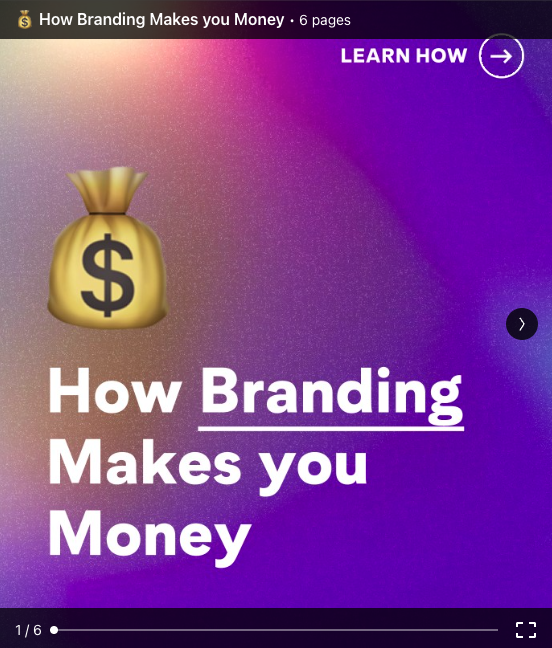 💰 How Branding Makes you Money • 6 pages
LEARN HOW
$
How Branding
Makes you
Money
1 / 6